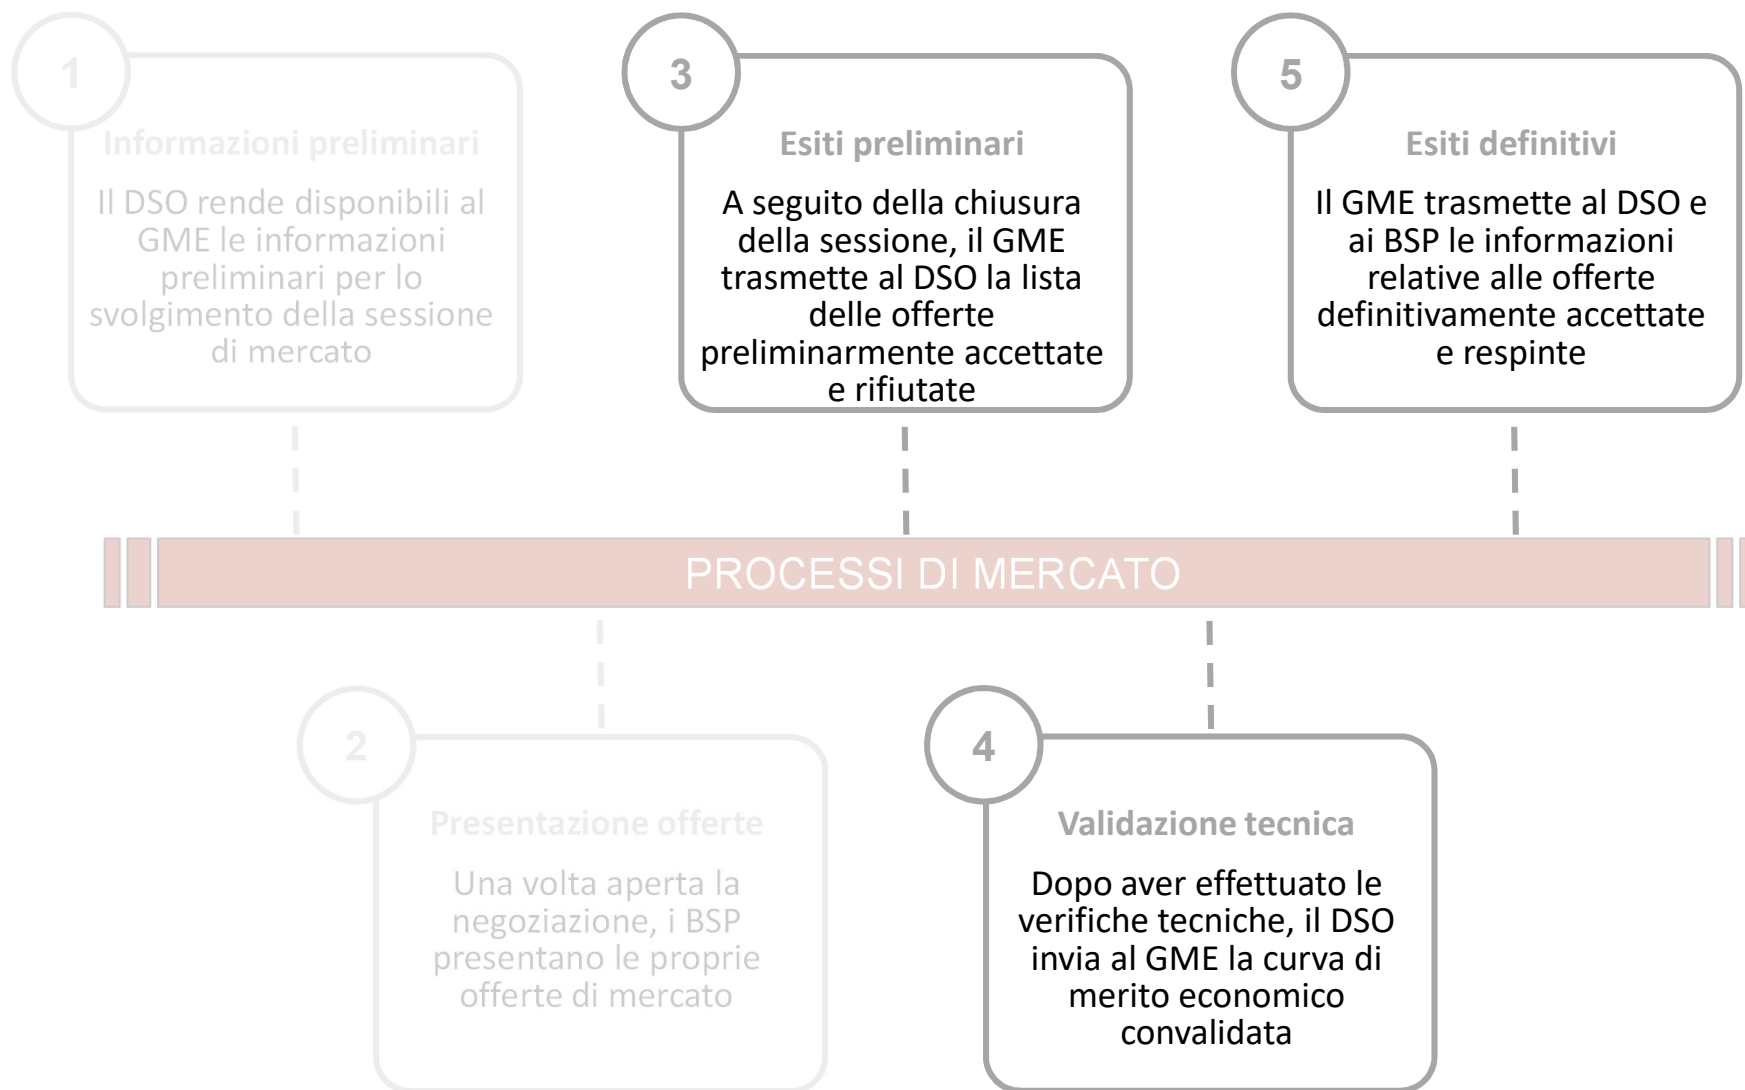 1
Informazioni preliminari
Il DSO rende disponibili al
GME le informazioni
preliminari per lo
svolgimento della sessione
di mercato
3
Esiti preliminari
A seguito della chiusura
della sessione, il GME
trasmette al DSO la lista
delle offerte
preliminarmente accettate
e rifiutate
5
Esiti definitivi
Il GME trasmette al DSO e
ai BSP le informazioni
relative alle offerte
definitivamente accettate
e respinte
PROCESSI DI MERCATO
2
Presentazione offerte
Una volta aperta la
negoziazione, i BSP
presentano le proprie
offerte di mercato
4
Validazione tecnica
Dopo aver effettuato le
verifiche tecniche, il DSO
invia al GME la curva di
merito economico
convalidata